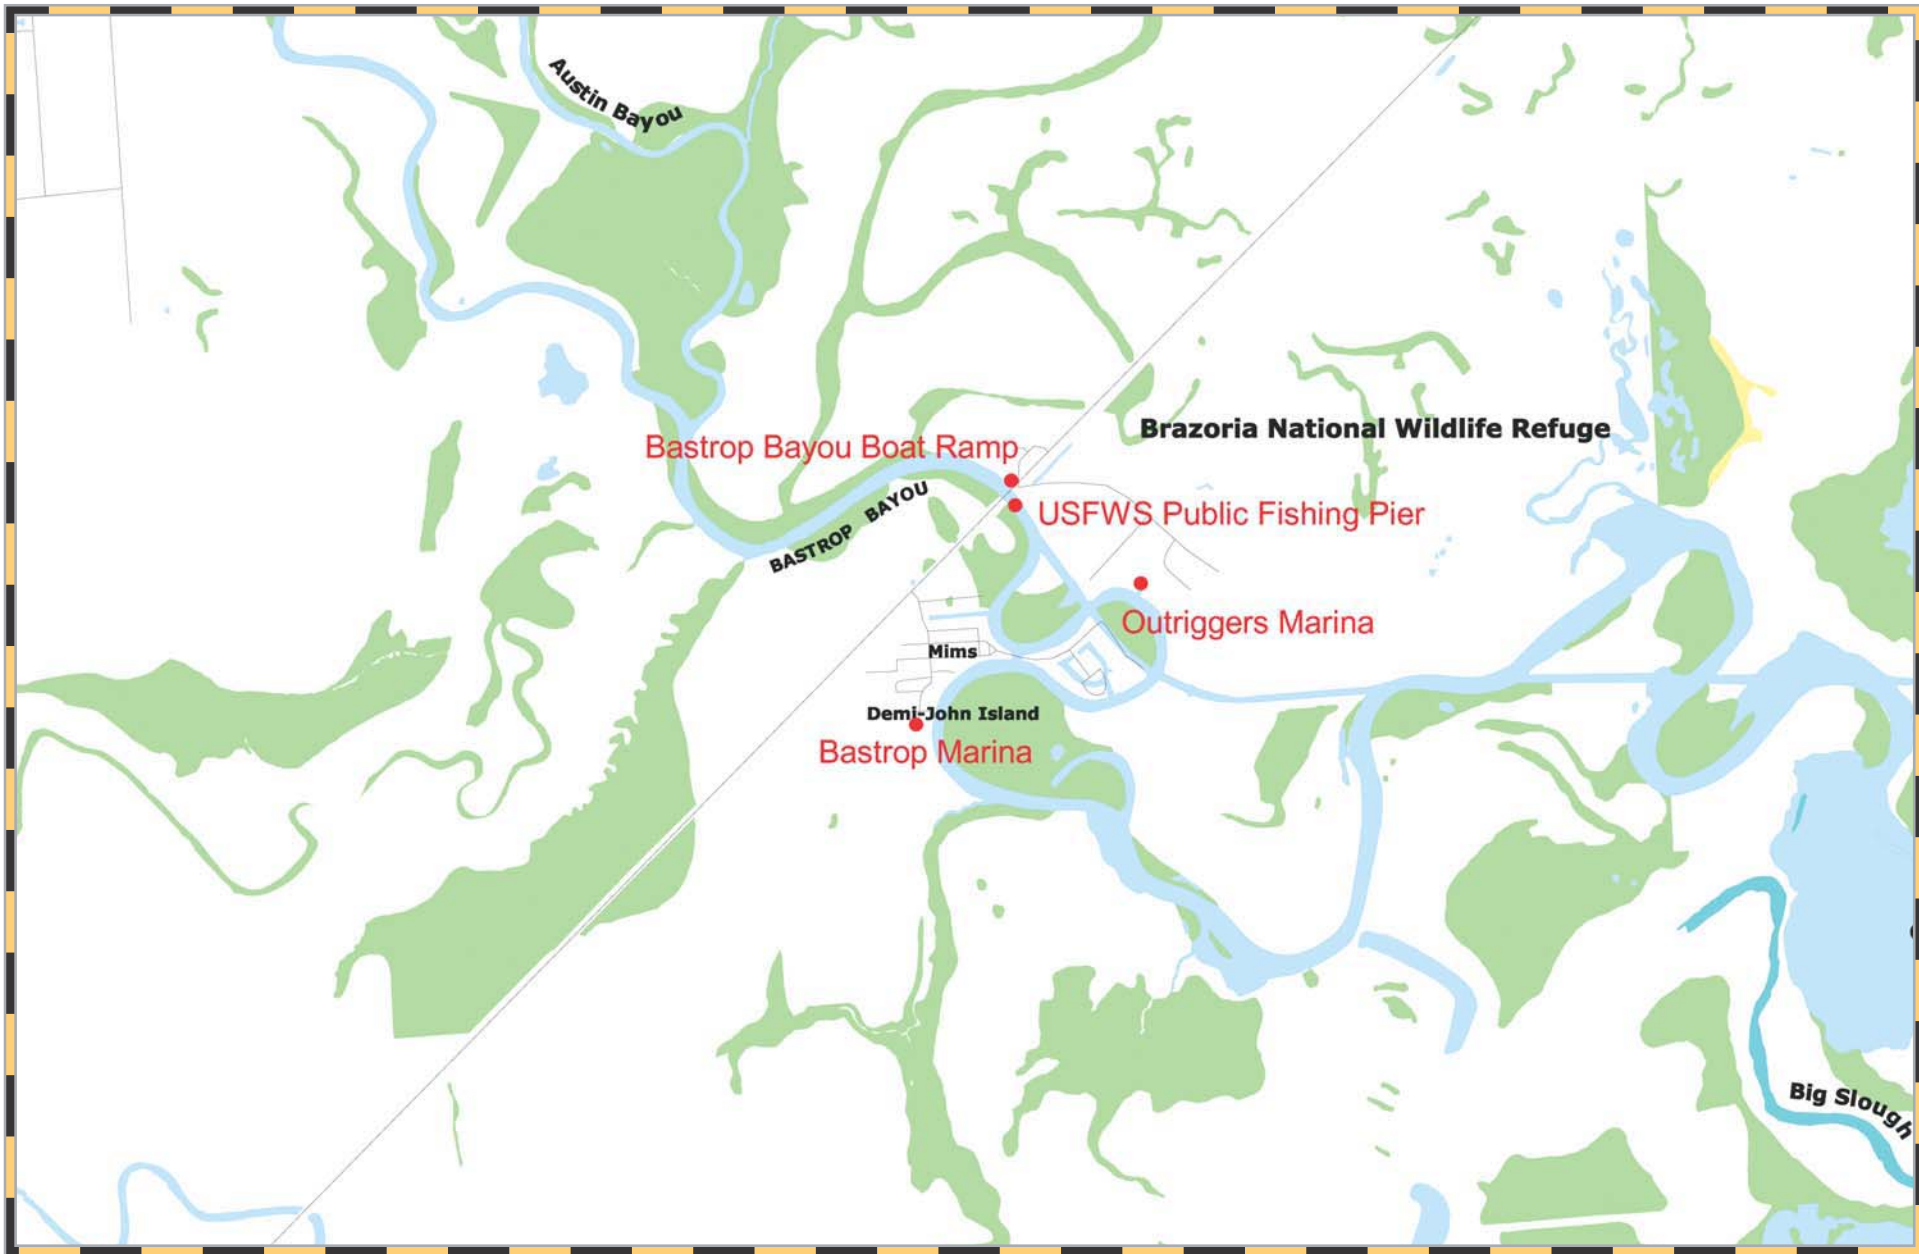 Austin Bayou
Brazoria National Wildlife Refuge
Bastrop Bayou Boat Ramp
BASTROP BAYOU
USFWS Public Fishing Pier
Outriggers Marina
Mims
Demi-John Island
Bastrop Marina
Big Slough